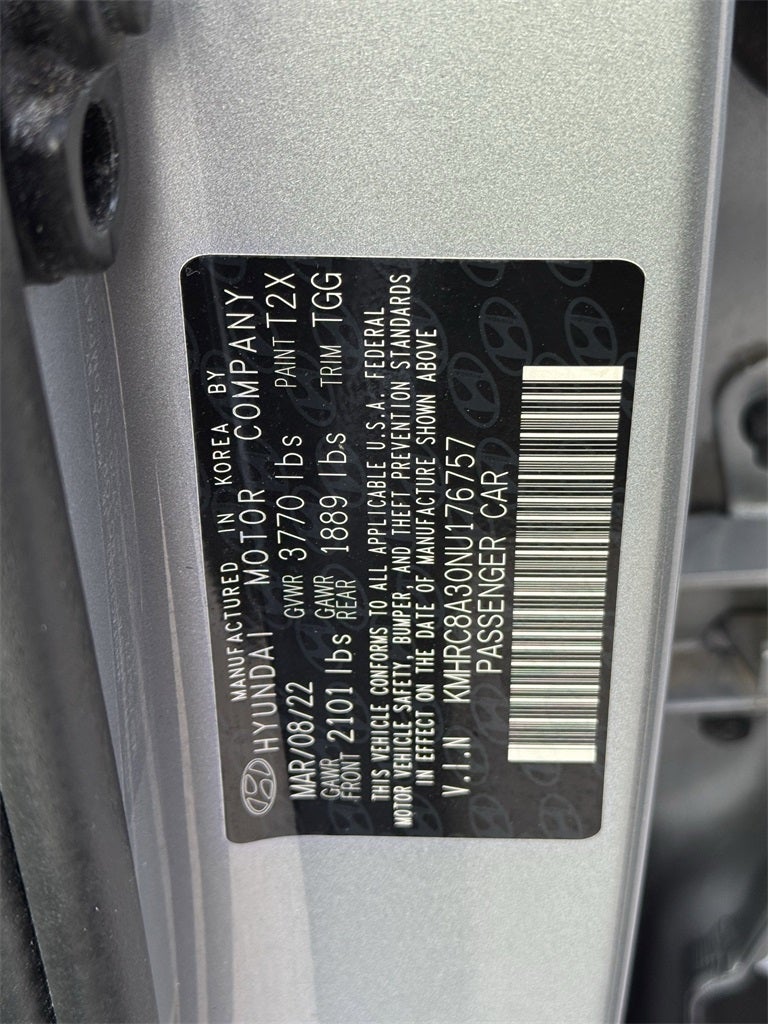 MANUFACTURED IN KOREA BY
HYUNDAI MOTOR COMPANY
MAR/08/22 GVWR 3770 lbs PAINT T2X
GAWR FRONT 2101 lbs GAWR REAR 1889 lbs TRIM TGG
THIS VEHICLE CONFORMS TO ALL APPLICABLE U.S.A. FEDERAL
MOTOR VEHICLE SAFETY, BUMPER, AND THEFT PREVENTION STANDARDS
IN EFFECT ON THE DATE OF MANUFACTURE SHOWN ABOVE
V.I.N KMHRC8A30NU176757
PASSENGER CAR